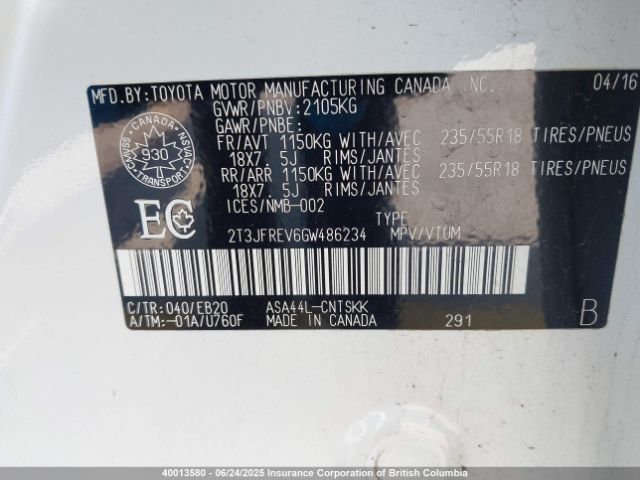 MFD.BY:TOYOTA MOTOR MANUFACTURING CANADA INC. 04/16
GVWR/PNBV:2105KG
GAWR/PNBE:
FR/AVT 1150KG WITH/AVEC 235/55R18 TIRES/PNEUS
18X7.5J RIMS/JANTES
RR/ARR 1150KG WITH/AVEC 235/55R18 TIRES/PNEUS
18X7.5J RIMS/JANTES
ICES/NMB-002
CANADA
930
TRANSPORT
CMVSS
NSVAC
EC
TYPE
2T3JFREV6GW486234 MPV/VTUM
C/TR:040/EB20 ASA44L-CNTSKK
A/TM:-01A/U760F MADE IN CANADA 291 B
40013580 - 06/24/2025 Insurance Corporation of British Columbia